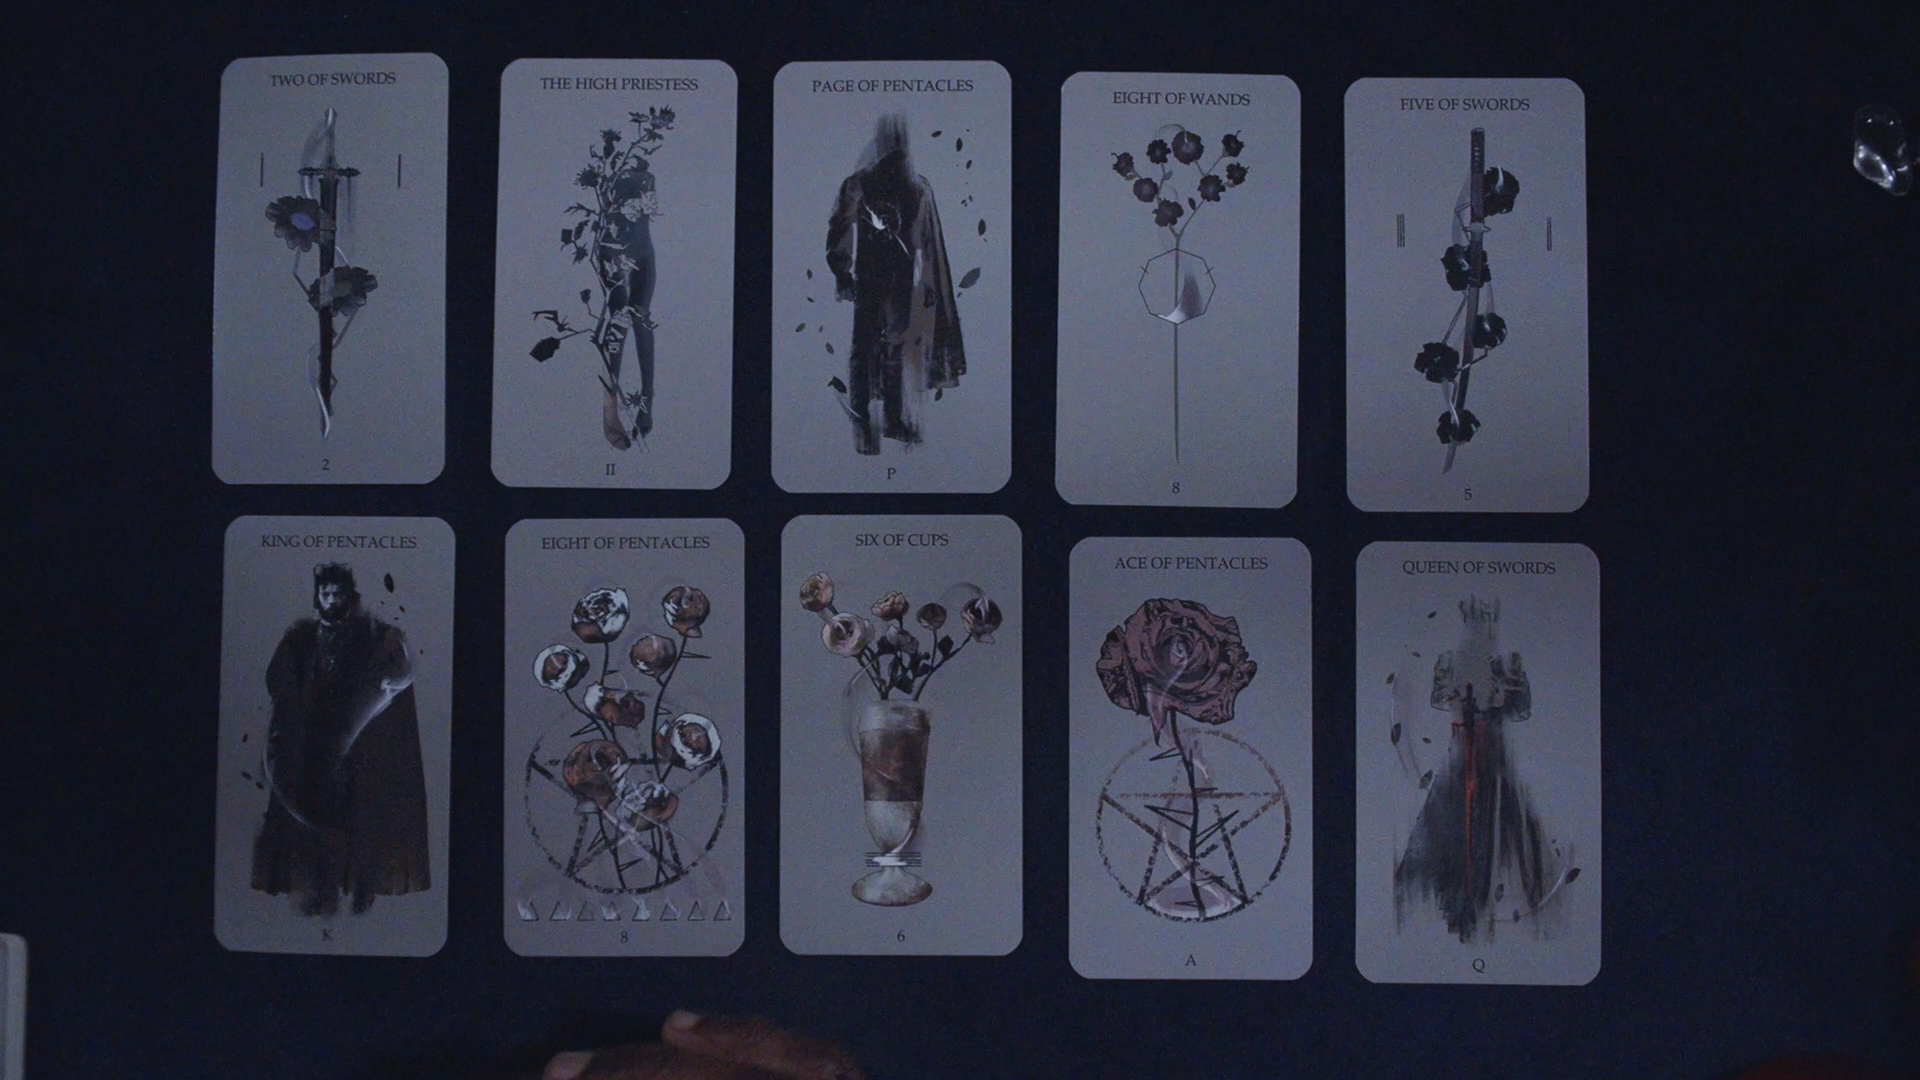 TWO OF SWORDS
2
THE HIGH PRIESTESS
II
PAGE OF PENTACLES
P
EIGHT OF WANDS
8
FIVE OF SWORDS
5
KING OF PENTACLES
K
EIGHT OF PENTACLES
8
SIX OF CUPS
6
ACE OF PENTACLES
A
QUEEN OF SWORDS
Q